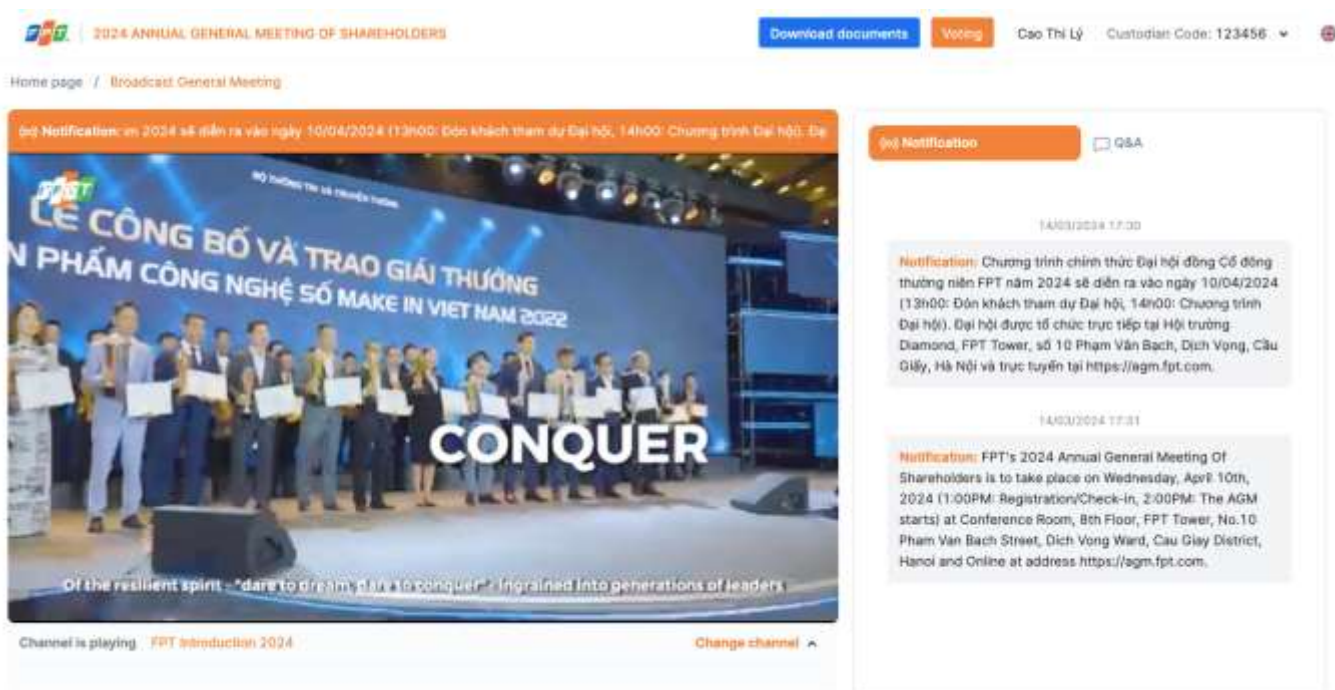 FPT
2024 ANNUAL GENERAL MEETING OF SHAREHOLDERS
Download documents
Voting
Cao Thị Lý
Custodian Code: 123456
Home page / Broadcast General Meeting
Notification: ên 2024 sẽ diễn ra vào ngày 10/04/2024 (13h00: Đón khách tham dự Đại hội, 14h00: Chương trình Đại hội). Đạ
FPT
BỘ THÔNG TIN VÀ TRUYỀN THÔNG
LỄ CÔNG BỐ VÀ TRAO GIẢI THƯỞNG
N PHẨM CÔNG NGHỆ SỐ MAKE IN VIET NAM 2022
CONQUER
Of the resilient spirit - "dare to dream, dare to conquer" - ingrained into generations of leaders
Channel is playing FPT Introduction 2024
Change channel
Notification
Q&A
14/03/2024 17:30
Notification: Chương trình chính thức Đại hội đồng Cổ đông
thường niên FPT năm 2024 sẽ diễn ra vào ngày 10/04/2024
(13h00: Đón khách tham dự Đại hội, 14h00: Chương trình
Đại hội). Đại hội được tổ chức trực tiếp tại Hội trường
Diamond, FPT Tower, số 10 Phạm Văn Bạch, Dịch Vọng, Cầu
Giấy, Hà Nội và trực tuyến tại https://agm.fpt.com.
14/03/2024 17:31
Notification: FPT's 2024 Annual General Meeting Of
Shareholders is to take place on Wednesday, April 10th,
2024 (1:00PM: Registration/Check-in, 2:00PM: The AGM
starts) at Conference Room, 8th Floor, FPT Tower, No.10
Pham Van Bach Street, Dich Vong Ward, Cau Giay District,
Hanoi and Online at address https://agm.fpt.com.